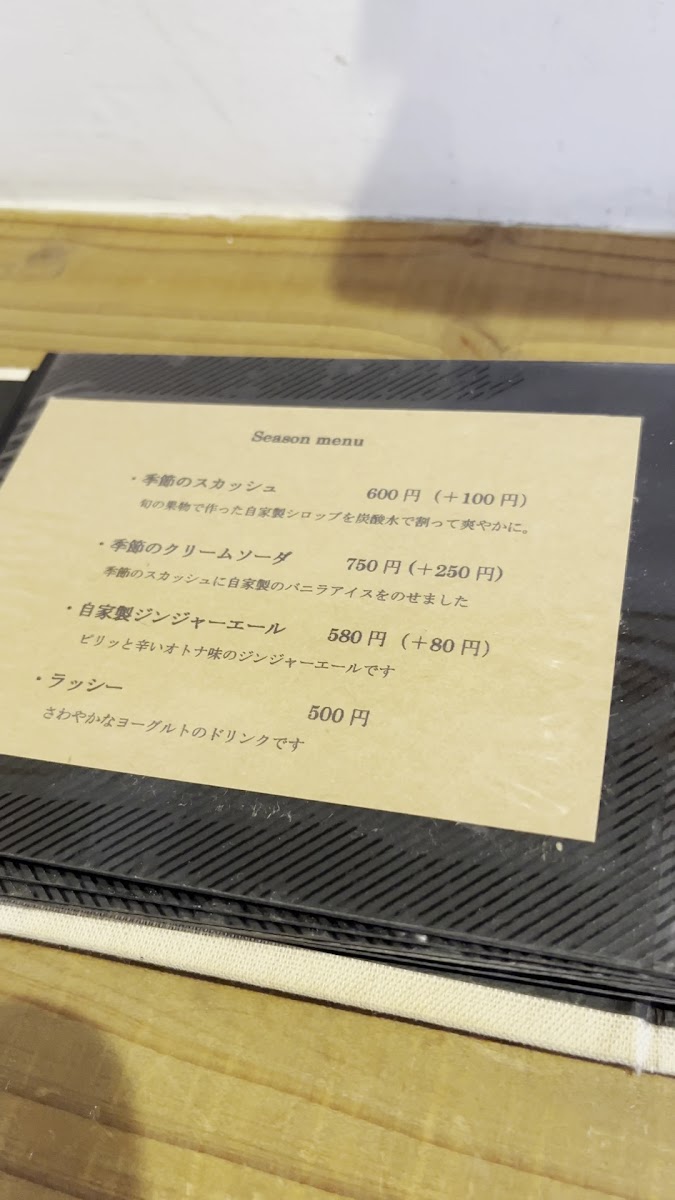 Season menu
・季節のスカッシュ 600円（＋100円）
旬の果物で作った自家製シロップを炭酸水で割って爽やかに。
・季節のクリームソーダ 750円（＋250円）
季節のスカッシュに自家製のバニラアイスをのせました
・自家製ジンジャーエール 580円（＋80円）
ピリッと辛いオトナ味のジンジャーエールです
・ラッシー 500円
さわやかなヨーグルトのドリンクです